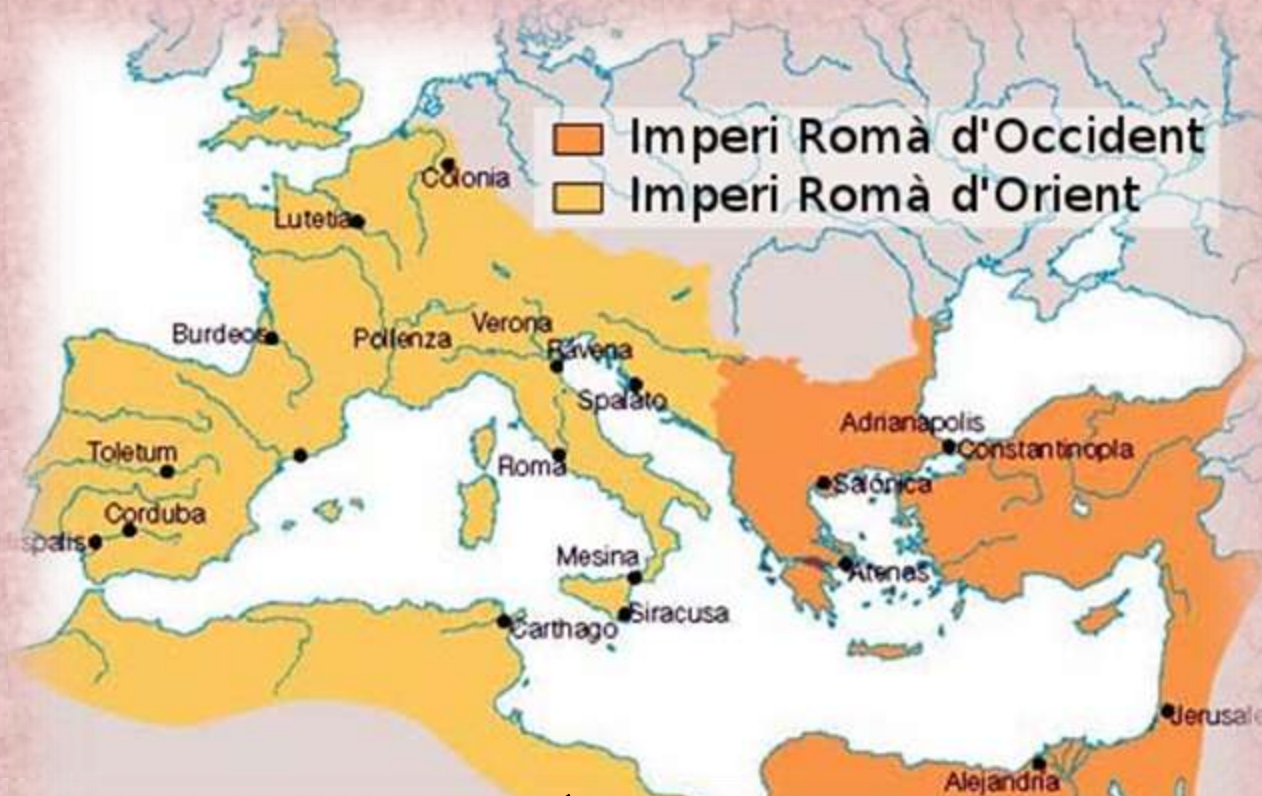 Imperi Romà d'Occident
Imperi Romà d'Orient
Colonia
Lutetia
Burdeos
Pollenza
Verona
Ravena
Spalato
Adrianapolis
Constantinopla
Toletum
Roma
Salónica
Corduba
Mesina
Atenas
Siracusa
Carthago
Alejandria